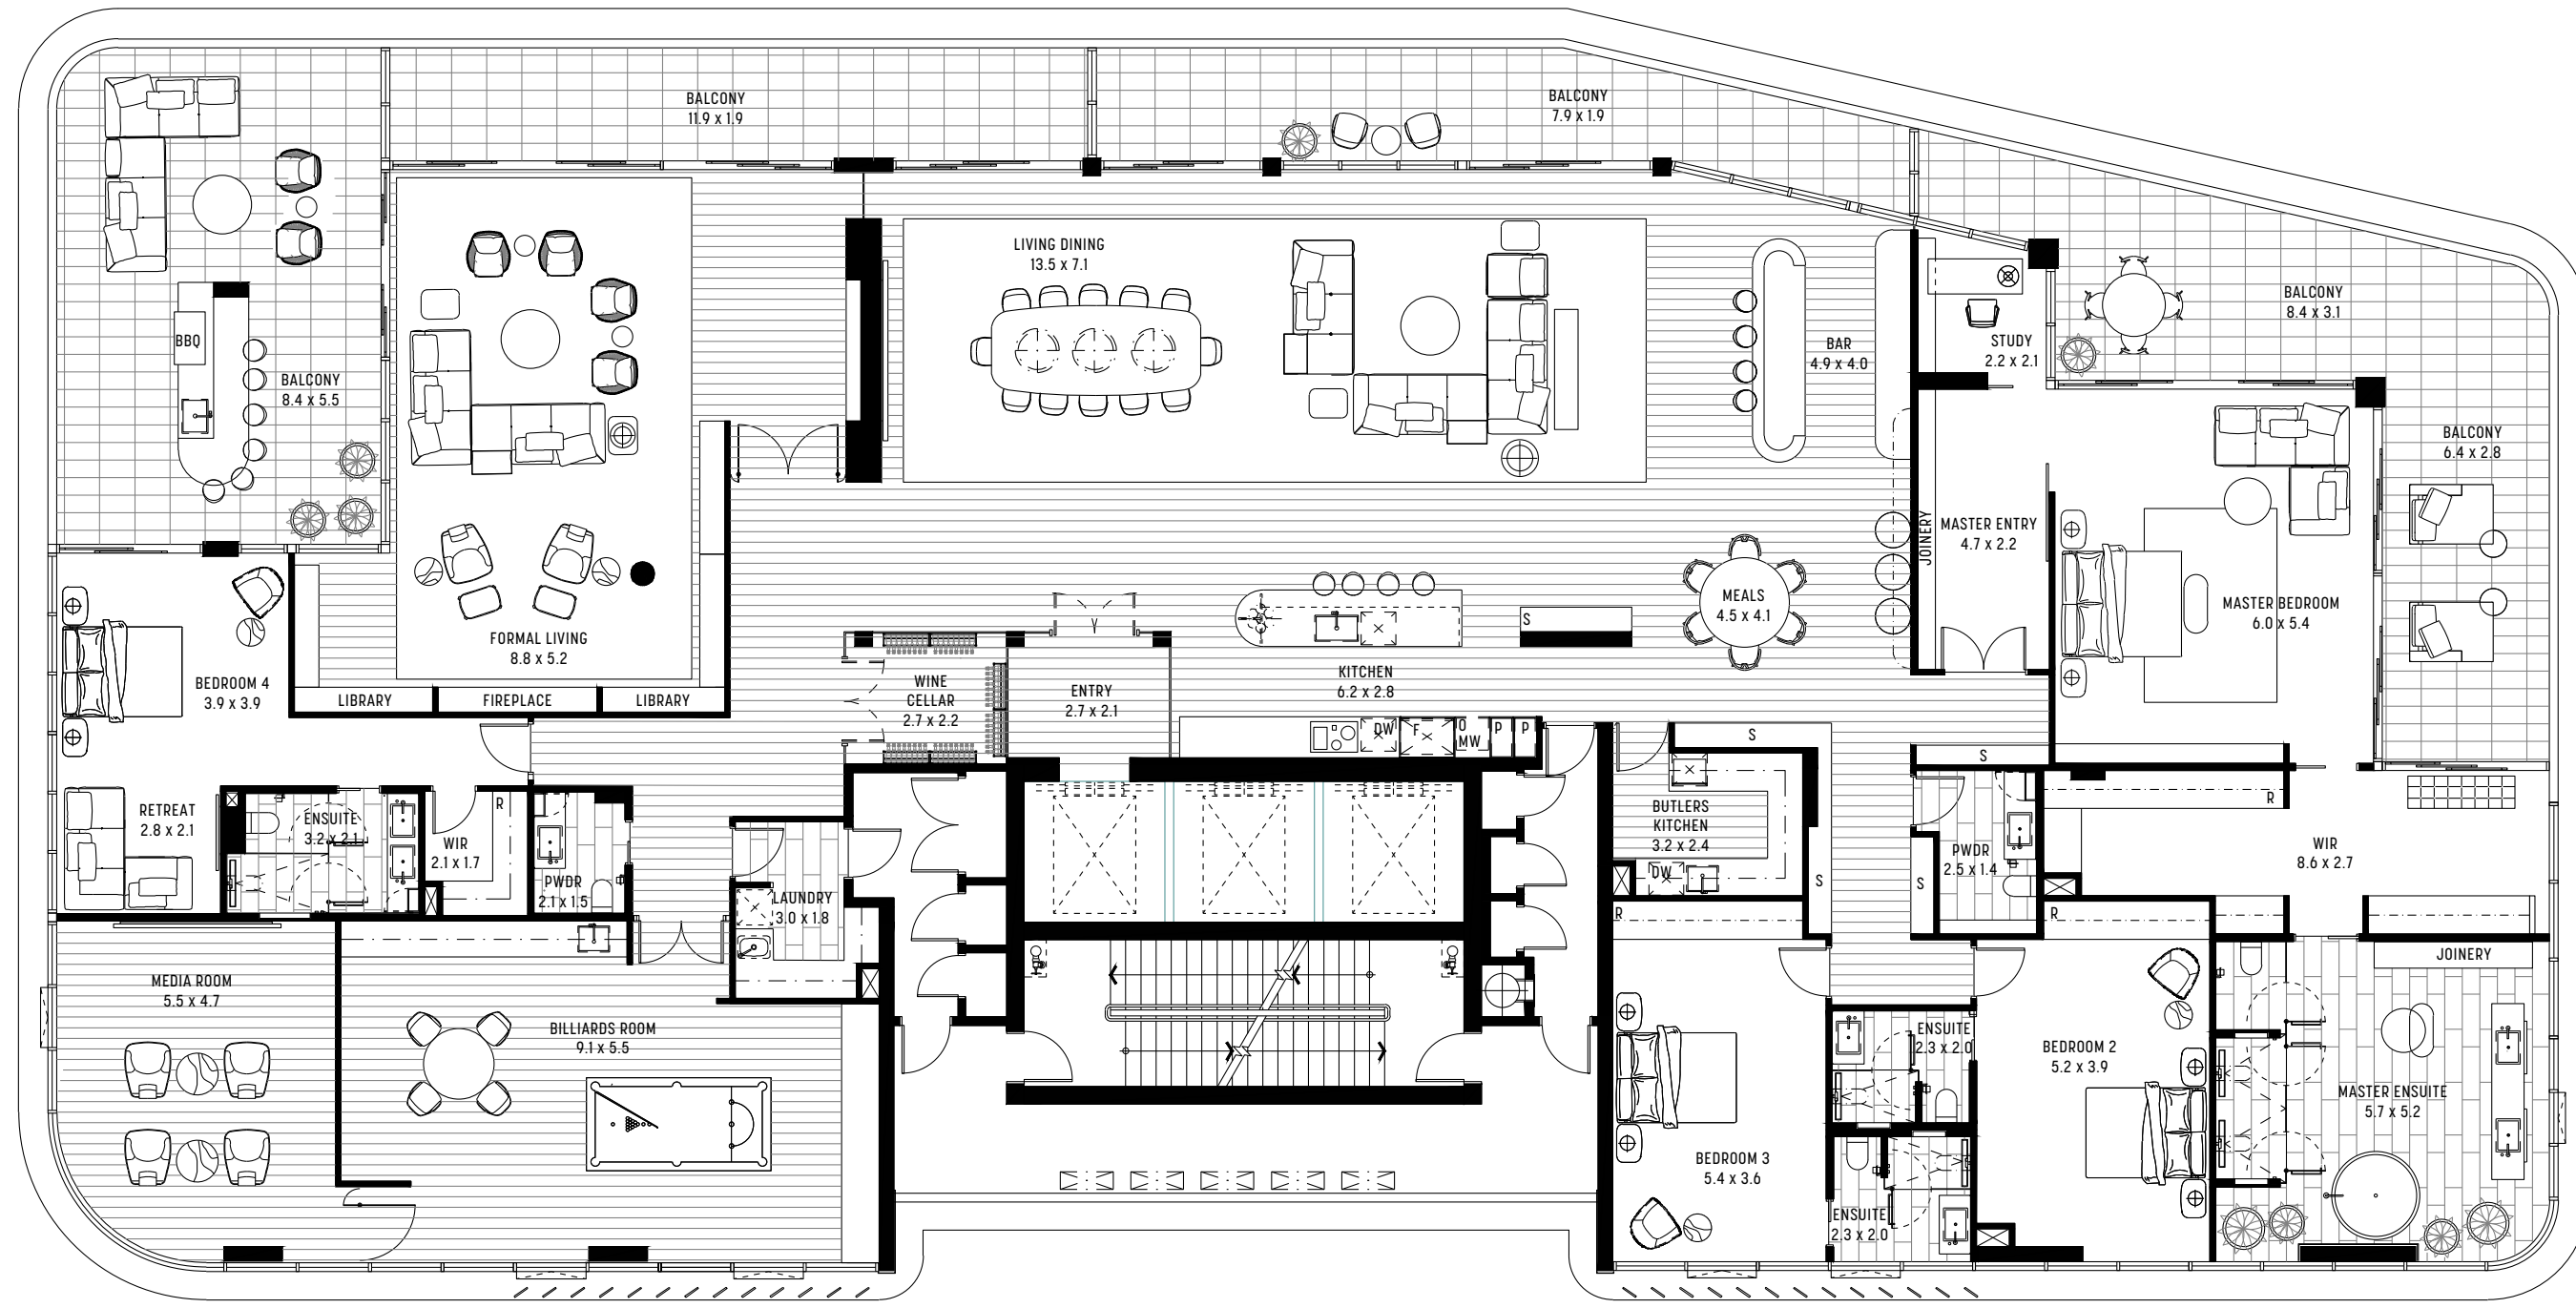 BALCONY
11.9 x 1.9
BALCONY
7.9 x 1.9
LIVING DINING
13.5 x 7.1
BALCONY
8.4 x 3.1
BBQ
BALCONY
8.4 x 5.5
BAR
4.9 x 4.0
STUDY
2.2 x 2.1
BALCONY
6.4 x 2.8
JOINERY
MASTER ENTRY
4.7 x 2.2
MEALS
4.5 x 4.1
MASTER BEDROOM
6.0 x 5.4
S
FORMAL LIVING
8.8 x 5.2
BEDROOM 4
3.9 x 3.9
LIBRARY
FIREPLACE
LIBRARY
WINE
CELLAR
2.7 x 2.2
ENTRY
2.7 x 2.1
KITCHEN
6.2 x 2.8
DW
F
O
MW
P
P
S
S
RETREAT
2.8 x 2.1
ENSUITE
3.2 x 2.1
R
WIR
2.1 x 1.7
PWDR
2.1 x 1.5
LAUNDRY
3.0 x 1.8
BUTLERS
KITCHEN
3.2 x 2.4
DW
S
S
PWDR
2.5 x 1.4
R
WIR
8.6 x 2.7
R
R
JOINERY
MEDIA ROOM
5.5 x 4.7
BILLIARDS ROOM
9.1 x 5.5
ENSUITE
2.3 x 2.0
BEDROOM 2
5.2 x 3.9
MASTER ENSUITE
5.7 x 5.2
BEDROOM 3
5.4 x 3.6
ENSUITE
2.3 x 2.0